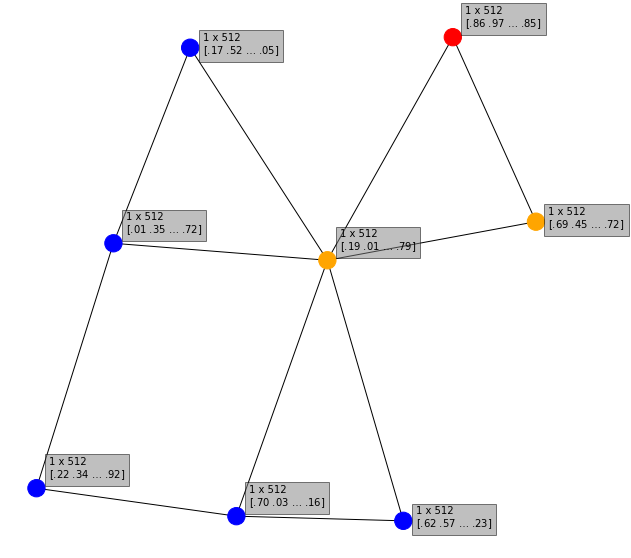 1 x 512
[.86 .97 ... .85]
1 x 512
[.17 .52 ... .05]
1 x 512
[.69 .45 ... .72]
1 x 512
[.01 .35 ... .72]
1 x 512
[.19 .01 ... .79]
1 x 512
[.22 .34 ... .92]
1 x 512
[.70 .03 ... .16]
1 x 512
[.62 .57 ... .23]